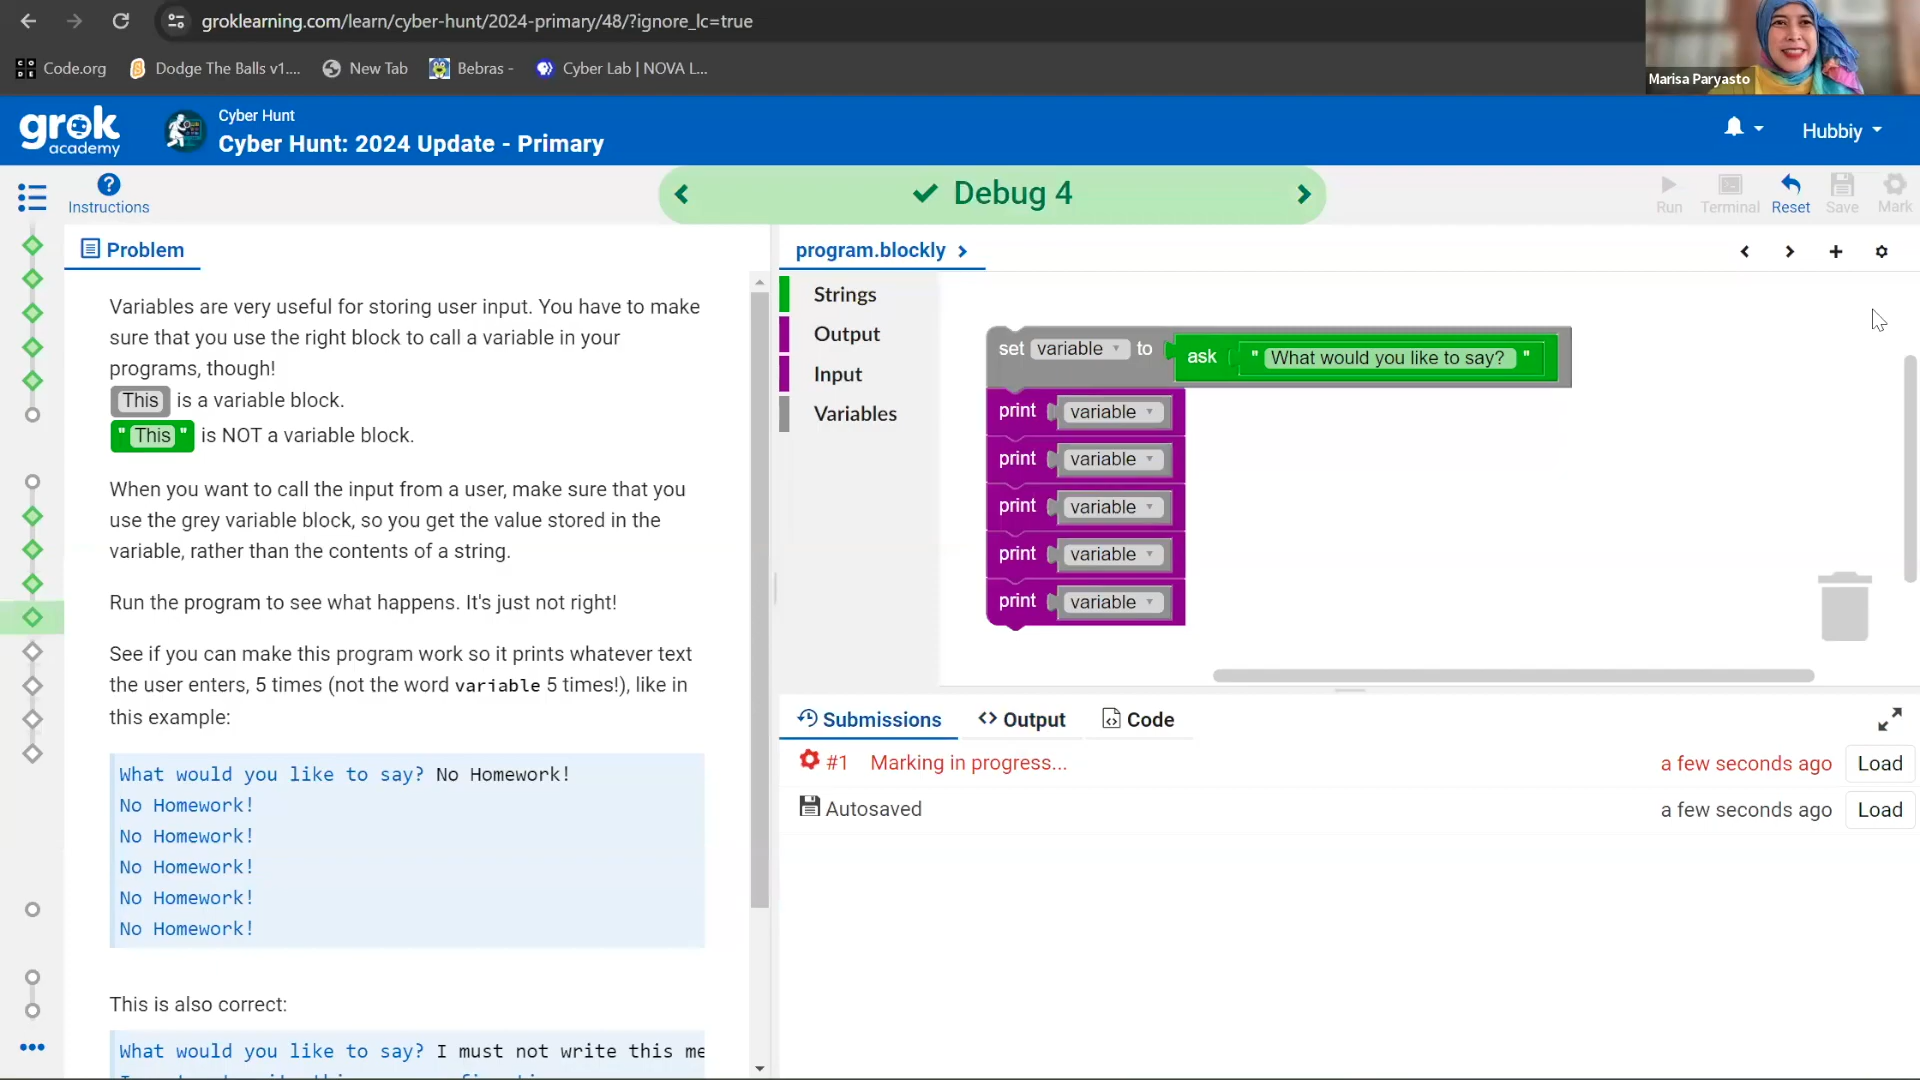 groklearning.com/learn/cyber-hunt/2024-primary/48/?ignore_lc=true
CODE Code.org
Dodge The Balls v1....
New Tab
Bebras -
Cyber Lab | NOVA L...
Marisa Paryasto
grok academy
Cyber Hunt
Cyber Hunt: 2024 Update - Primary
Hubbiy
? Instructions
Debug 4
Run
Terminal
Reset
Save
Mark
Problem
Variables are very useful for storing user input. You have to make
sure that you use the right block to call a variable in your
programs, though!
This is a variable block.
" This " is NOT a variable block.
When you want to call the input from a user, make sure that you
use the grey variable block, so you get the value stored in the
variable, rather than the contents of a string.
Run the program to see what happens. It's just not right!
See if you can make this program work so it prints whatever text
the user enters, 5 times (not the word variable 5 times!), like in
this example:
What would you like to say? No Homework!
No Homework!
No Homework!
No Homework!
No Homework!
No Homework!
This is also correct:
What would you like to say? I must not write this me
program.blockly
Strings
Output
Input
Variables
set variable to ask " What would you like to say? "
print variable
print variable
print variable
print variable
print variable
Submissions
<> Output
Code
#1 Marking in progress... a few seconds ago Load
Autosaved a few seconds ago Load